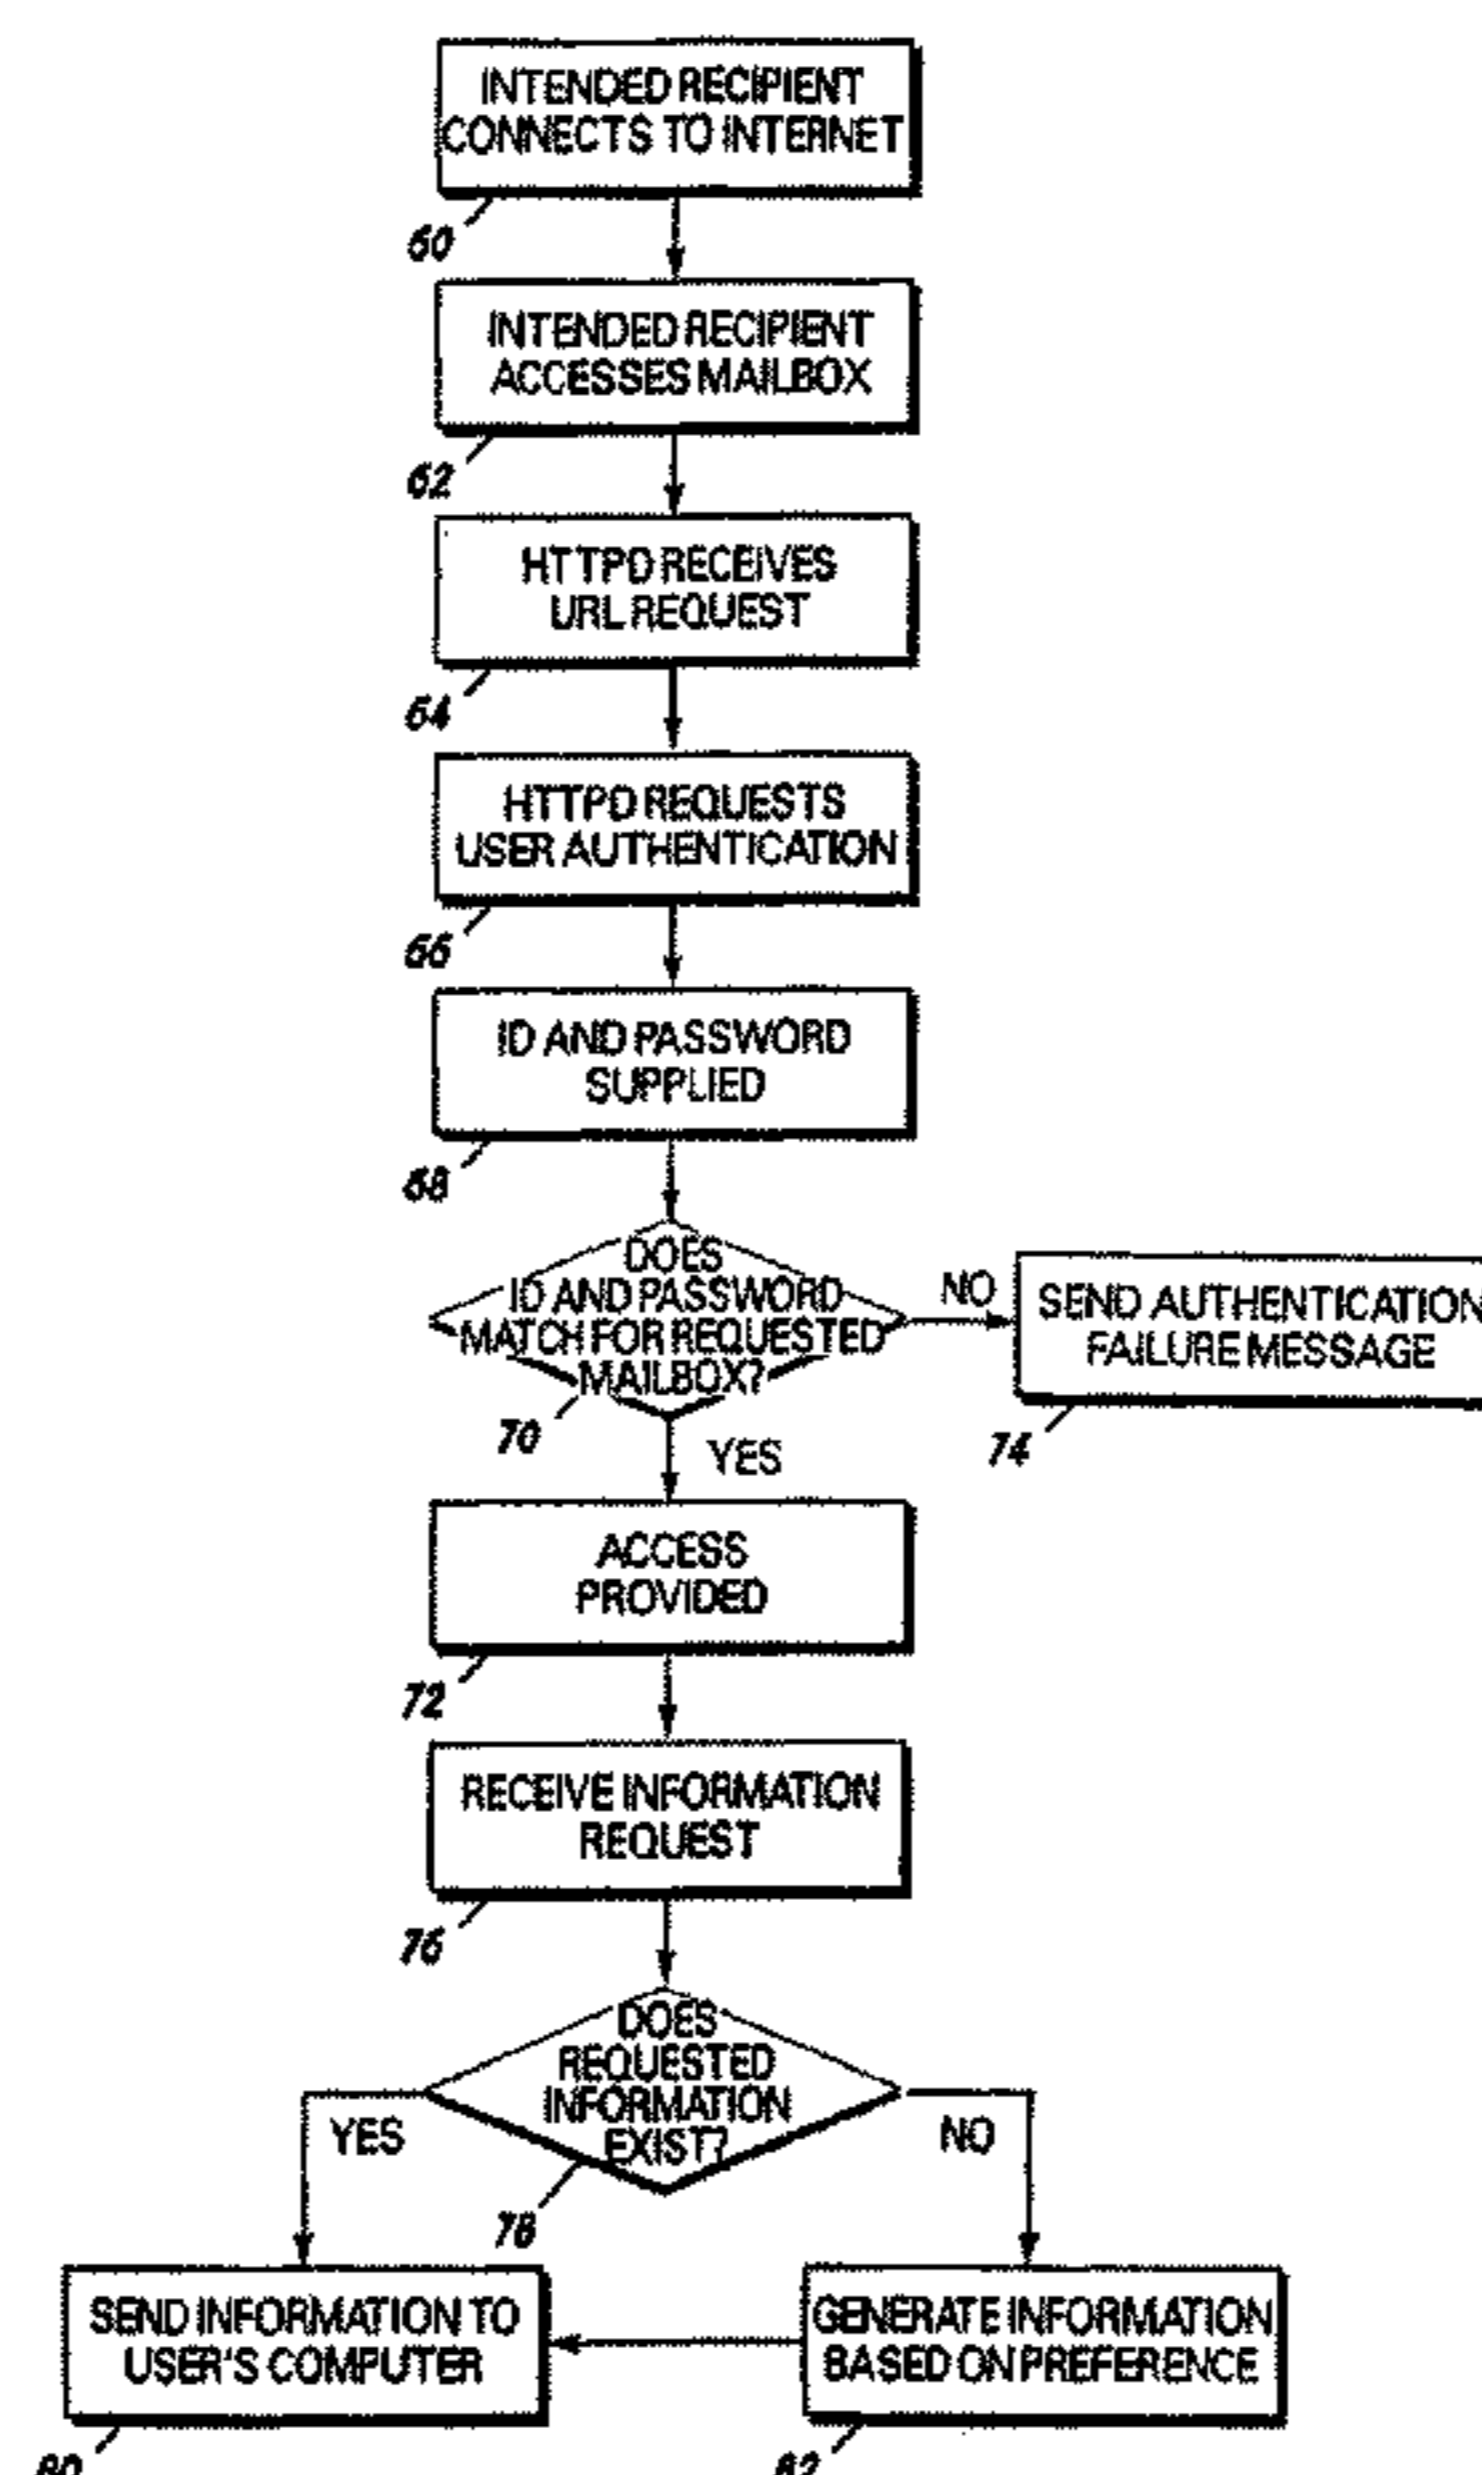 INTENDED RECIPIENT
CONNECTS TO INTERNET
60
INTENDED RECIPIENT
ACCESSES MAILBOX
62
HTTPD RECEIVES
URL REQUEST
64
HTTPD REQUESTS
USER AUTHENTICATION
66
ID AND PASSWORD
SUPPLIED
68
DOES
ID AND PASSWORD
MATCH FOR REQUESTED
MAILBOX?
70
NO
SEND AUTHENTICATION
FAILURE MESSAGE
74
YES
ACCESS
PROVIDED
72
RECEIVE INFORMATION
REQUEST
76
DOES
REQUESTED
INFORMATION
EXIST?
78
YES
NO
SEND INFORMATION TO
USER'S COMPUTER
80
GENERATE INFORMATION
BASED ON PREFERENCE
82